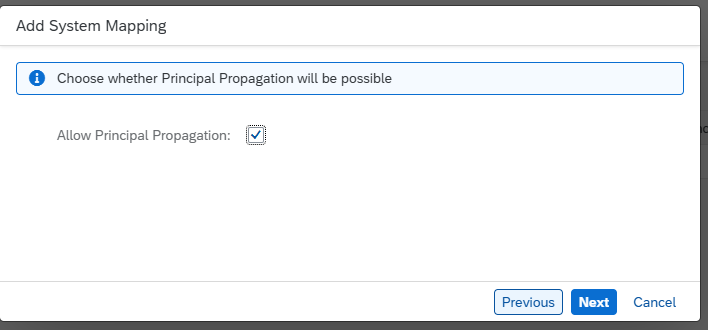 Add System Mapping
Choose whether Principal Propagation will be possible
Allow Principal Propagation:
Previous Next Cancel